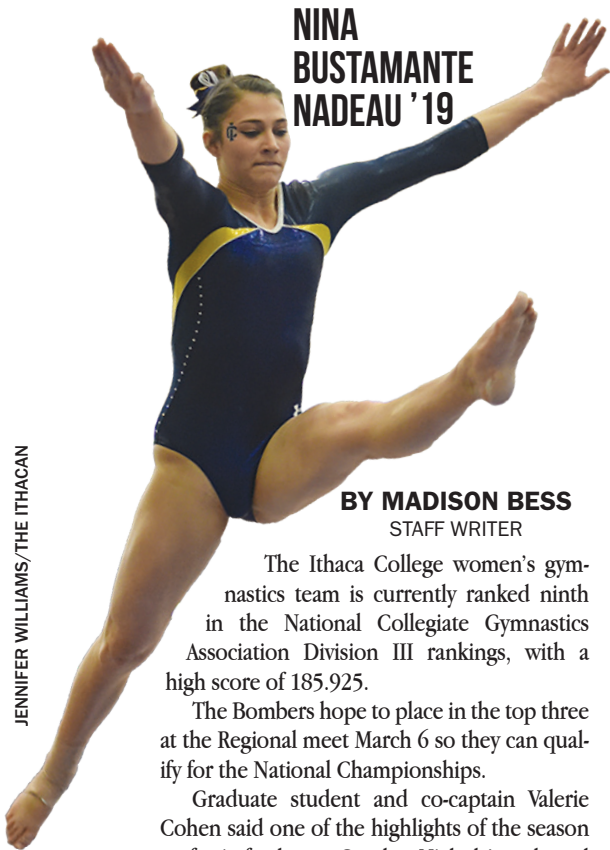 NINA
BUSTAMANTE
NADEAU '19
JENNIFER WILLIAMS/THE ITHACAN
BY MADISON BESS
STAFF WRITER
The Ithaca College women's gym-
nastics team is currently ranked ninth
in the National Collegiate Gymnastics
Association Division III rankings, with a
high score of 185.925.
The Bombers hope to place in the top three
at the Regional meet March 6 so they can qual-
ify for the National Championships.
Graduate student and co-captain Valerie
Cohen said one of the highlights of the season